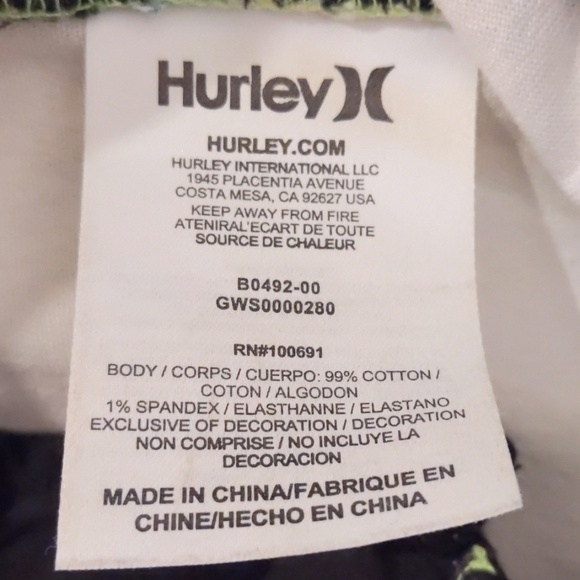 Hurley
HURLEY.COM
HURLEY INTERNATIONAL LLC
1945 PLACENTIA AVENUE
COSTA MESA, CA 92627 USA
KEEP AWAY FROM FIRE
ATENIRAL'ECART DE TOUTE
SOURCE DE CHALEUR
B0492-00
GWS0000280
RN#100691
BODY / CORPS / CUERPO: 99% COTTON /
COTON / ALGODON
1% SPANDEX / ELASTHANNE / ELASTANO
EXCLUSIVE OF DECORATION / DECORATION
NON COMPRISE / NO INCLUYE LA
DECORACION
MADE IN CHINA/FABRIQUE EN
CHINE/HECHO EN CHINA